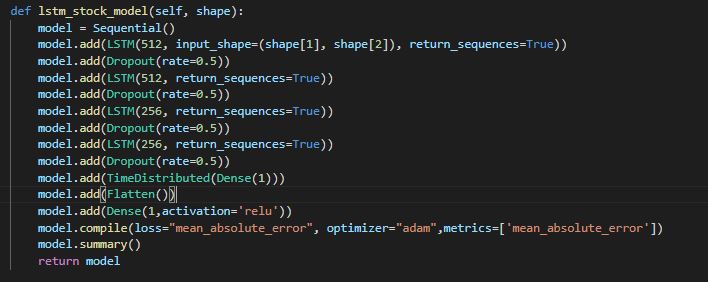 def lstm_stock_model(self, shape):
    model = Sequential()
    model.add(LSTM(512, input_shape=(shape[1], shape[2]), return_sequences=True))
    model.add(Dropout(rate=0.5))
    model.add(LSTM(512, return_sequences=True))
    model.add(Dropout(rate=0.5))
    model.add(LSTM(256, return_sequences=True))
    model.add(Dropout(rate=0.5))
    model.add(LSTM(256, return_sequences=True))
    model.add(Dropout(rate=0.5))
    model.add(TimeDistributed(Dense(1)))
    model.add(Flatten())
    model.add(Dense(1,activation='relu'))
    model.compile(loss="mean_absolute_error", optimizer="adam",metrics=['mean_absolute_error'])
    model.summary()
    return model